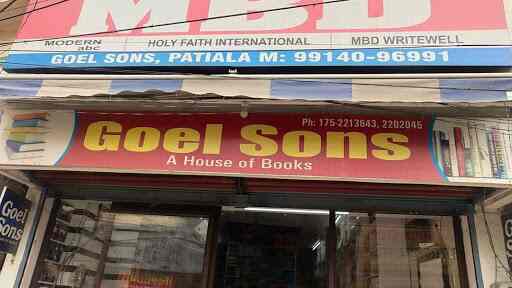 MBD
MODERN abc HOLY FAITH INTERNATIONAL MBD WRITEWELL
GOEL SONS, PATIALA M: 99140-96991
Ph: 175-2213643, 2202045
Goel Sons
A House of Books
Goel
Sons